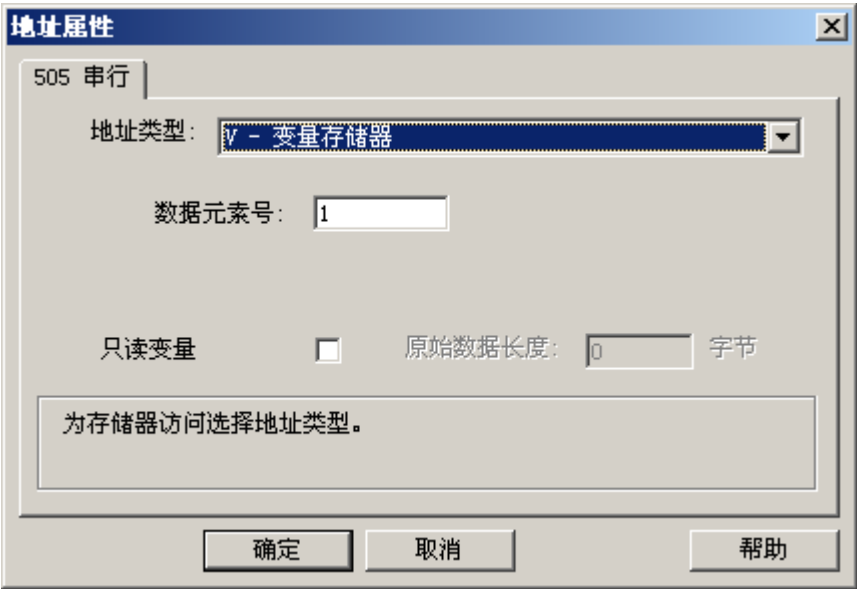 地址属性
505 串行
地址类型: V - 变量存储器
数据元素号: 1
只读变量 原始数据长度: 0 字节
为存储器访问选择地址类型。
确定 取消 帮助